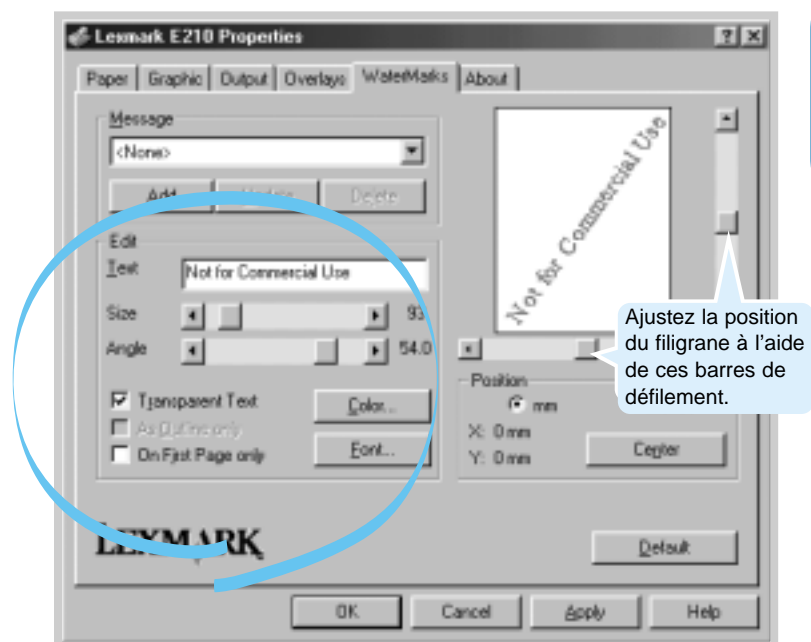 Lexmark E210 Properties
Paper Graphic Output Overlays WaterMarks About
Message
<None>
Add Update Delete
Edit
Text Not for Commercial Use
Size 93
Angle 54.0
Transparent Text
Color...
As Outline only
On First Page only
Font...
LEXMARK
Not for Commercial Use
Ajustez la position
du filigrane à l'aide
de ces barres de
défilement.
Position
mm
X: 0 mm
Y: 0 mm
Center
Default
OK Cancel Apply Help